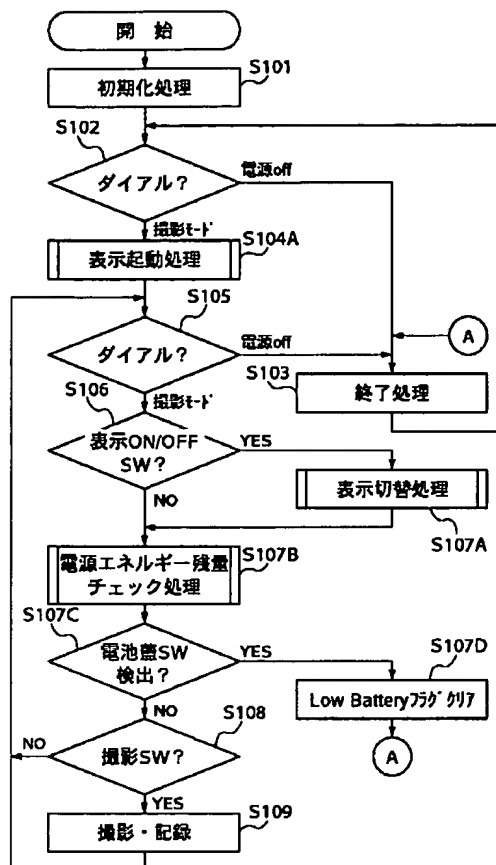 開 始
S101
初期化処理
S102
ダイアル?
電源off
撮影モード
S104A
表示起動処理
S105
ダイアル?
電源off
A
S103
終了処理
S106
撮影モード
表示ON/OFF
SW?
YES
NO
表示切替処理
S107A
S107B
電源エネルギー残量
チェック処理
S107C
電池蓋SW
検出?
YES
S107D
Low Batteryフラグクリア
NO
A
S108
撮影SW?
NO
YES
S109
撮影・記録